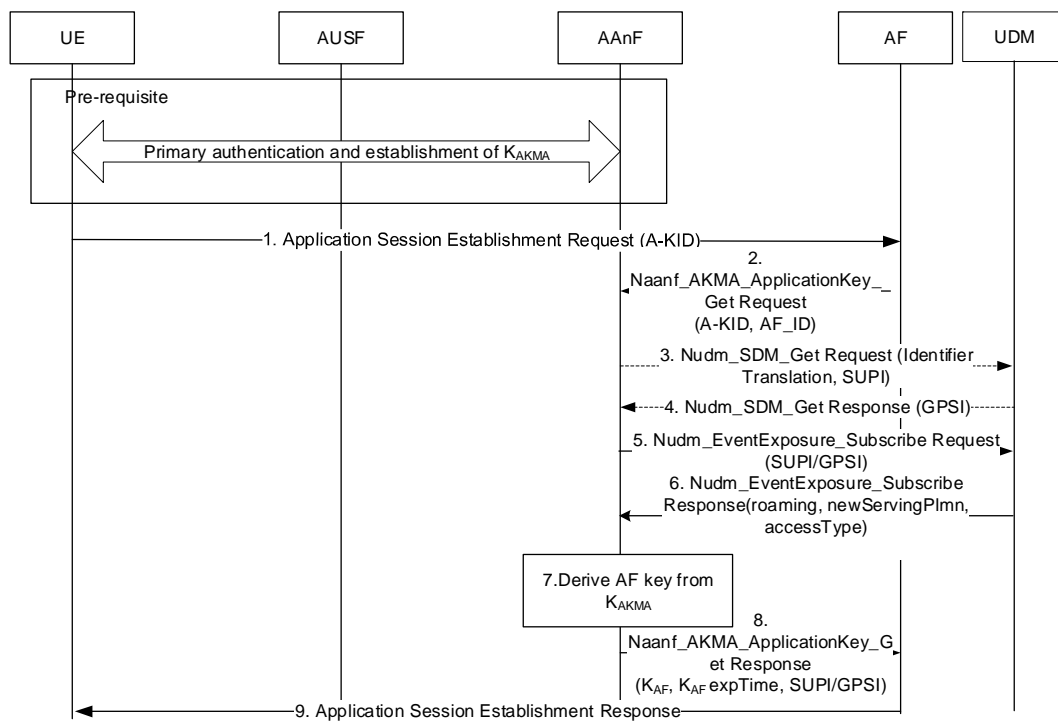 UE
AUSF
AAnF
AF
UDM
Pre-requisite
Primary authentication and establishment of KAKMA
1. Application Session Establishment Request (A-KID)
2.
Naanf_AKMA_ApplicationKey_
Get Request
(A-KID, AF_ID)
3. Nudm_SDM_Get Request (Identifier
Translation, SUPI)
4. Nudm_SDM_Get Response (GPSI)
5. Nudm_EventExposure_Subscribe Request
(SUPI/GPSI)
6. Nudm_EventExposure_Subscribe
Response(roaming, newServingPlmn,
accessType)
7.Derive AF key from
KAKMA
8.
Naanf_AKMA_ApplicationKey_G
et Response
(KAF, KAF expTime, SUPI/GPSI)
9. Application Session Establishment Response